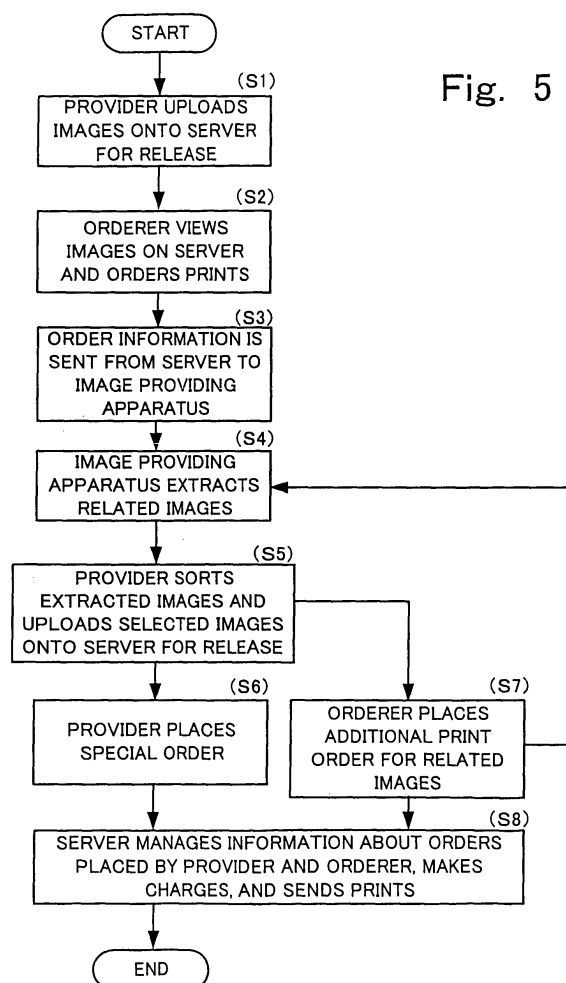 START
Fig. 5
(S1)
PROVIDER UPLOADS
IMAGES ONTO SERVER
FOR RELEASE
(S2)
ORDERER VIEWS
IMAGES ON SERVER
AND ORDERS PRINTS
(S3)
ORDER INFORMATION IS
SENT FROM SERVER TO
IMAGE PROVIDING
APPARATUS
(S4)
IMAGE PROVIDING
APPARATUS EXTRACTS
RELATED IMAGES
(S5)
PROVIDER SORTS
EXTRACTED IMAGES AND
UPLOADS SELECTED IMAGES
ONTO SERVER FOR RELEASE
(S6)
PROVIDER PLACES
SPECIAL ORDER
(S7)
ORDERER PLACES
ADDITIONAL PRINT
ORDER FOR RELATED
IMAGES
(S8)
SERVER MANAGES INFORMATION ABOUT ORDERS
PLACED BY PROVIDER AND ORDERER, MAKES
CHARGES, AND SENDS PRINTS
END